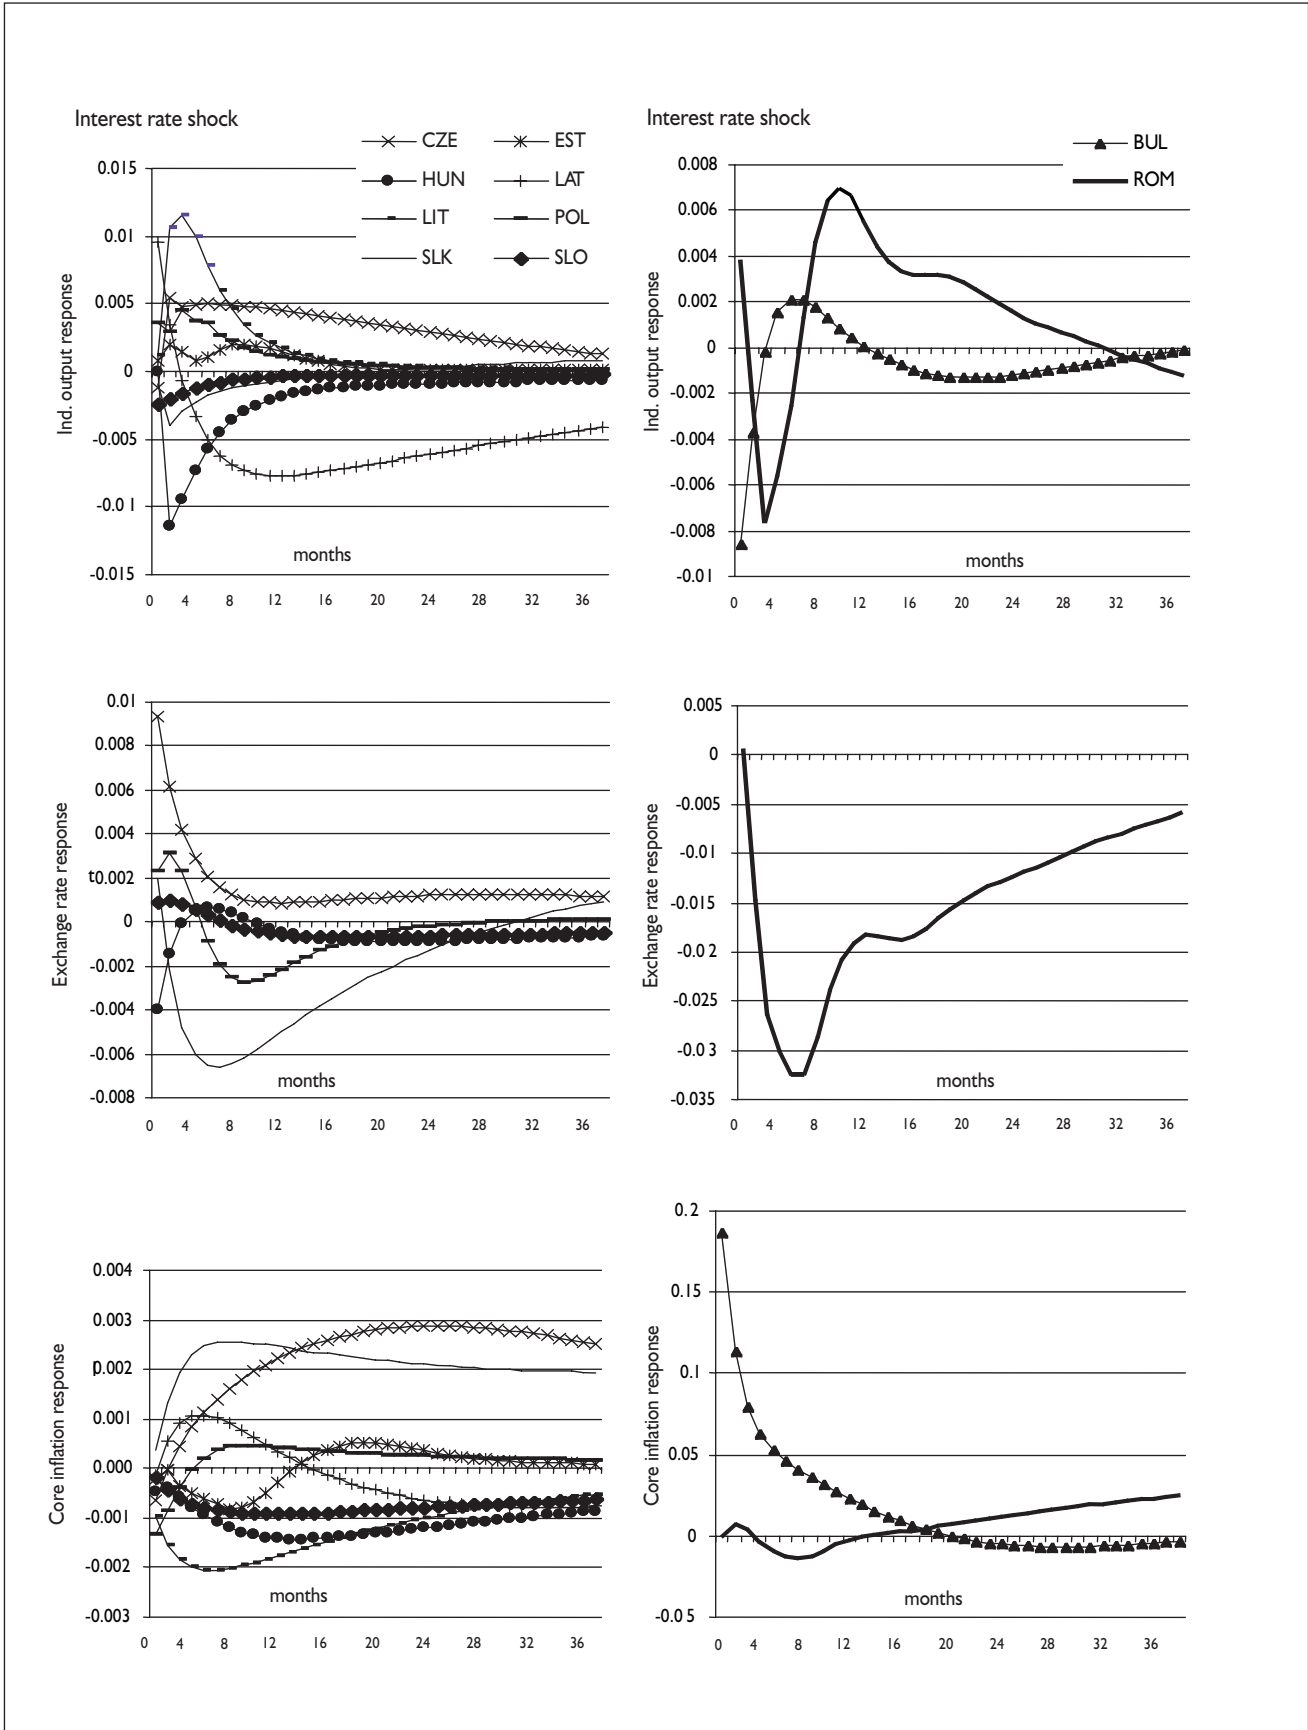 Interest rate shock
CZE EST
HUN LAT
LIT POL
SLK SLO
0.015
0.01
0.005
0
-0.005
-0.01
-0.015
Ind. output response
months
0 4 8 12 16 20 24 28 32 36
Interest rate shock
BUL
ROM
0.008
0.006
0.004
0.002
0
-0.002
-0.004
-0.006
-0.008
-0.01
Ind. output response
months
0 4 8 12 16 20 24 28 32 36
0.01
0.008
0.006
0.004
t0.002
0
-0.002
-0.004
-0.006
-0.008
Exchange rate response
months
0 4 8 12 16 20 24 28 32 36
0.005
0
-0.005
-0.01
-0.015
-0.02
-0.025
-0.03
-0.035
Exchange rate response
months
0 4 8 12 16 20 24 28 32 36
0.004
0.003
0.002
0.001
0.000
-0.001
-0.002
-0.003
Core inflation response
months
0 4 8 12 16 20 24 28 32 36
0.2
0.15
0.1
0.05
0
-0.05
Core inflation response
months
0 4 8 12 16 20 24 28 32 36